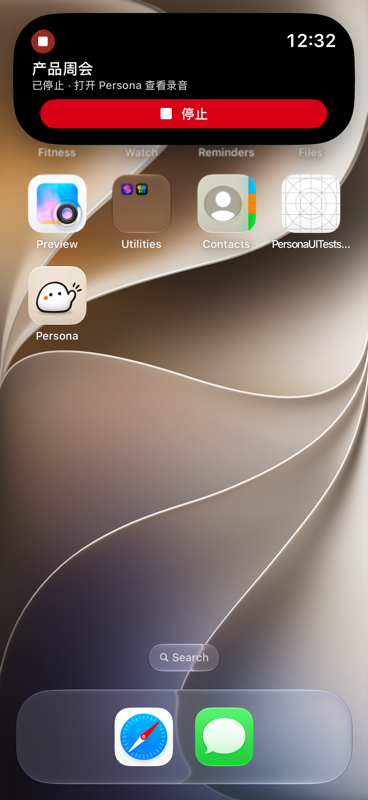 12:32
产品周会
已停止 · 打开 Persona 查看录音
停止
Fitness
Watch
Reminders
Files
Preview
Utilities
Contacts
PersonaUITests...
Persona
Search